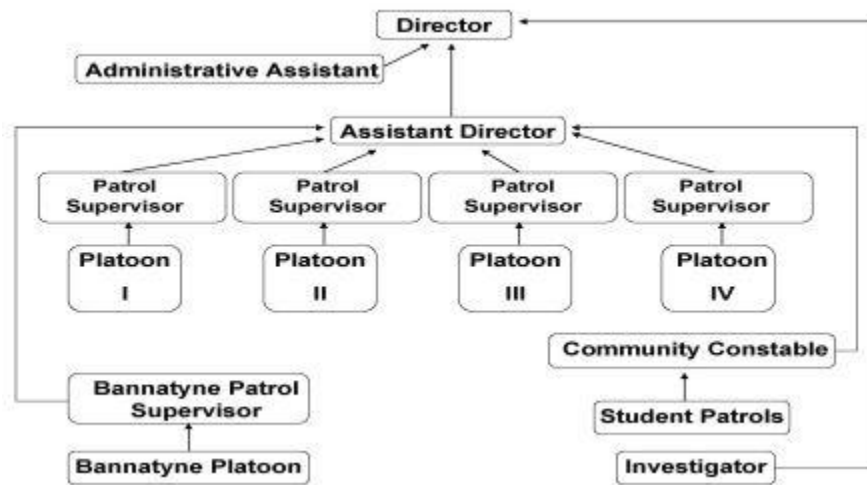 Director
Administrative Assistant
Assistant Director
Patrol
Supervisor
Patrol
Supervisor
Patrol
Supervisor
Patrol
Supervisor
Platoon
I
Platoon
II
Platoon
III
Platoon
IV
Community Constable
Bannatyne Patrol
Supervisor
Student Patrols
Bannatyne Platoon
Investigator